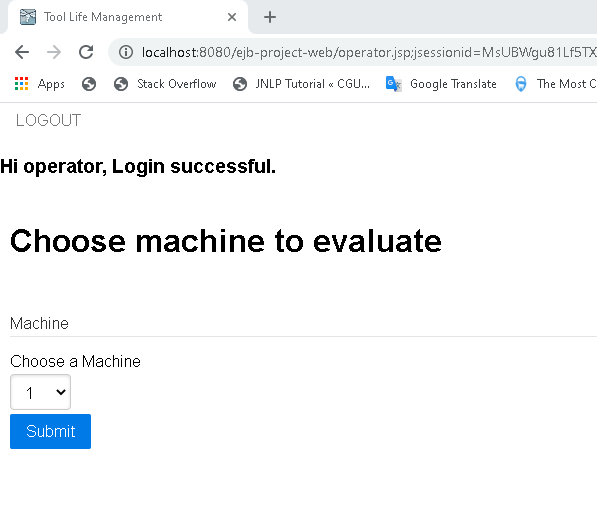 Tool Life Management
localhost:8080/ejb-project-web/operator.jsp;jsessionid=MsUBWgu81Lf5TX
Apps Stack Overflow JNLP Tutorial « CGU... Google Translate The Most C
LOGOUT
Hi operator, Login successful.
Choose machine to evaluate
Machine
Choose a Machine
1
Submit